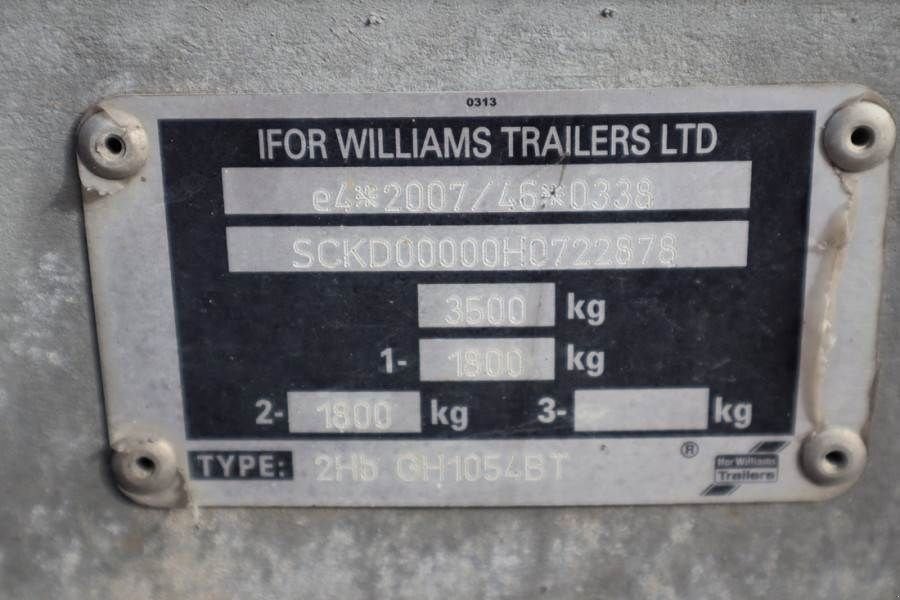 0313
IFOR WILLIAMS TRAILERS LTD
e4*2007/46*0338
SCKD00000H0722878
3500 kg
1- 1800 kg
2- 1800 kg 3- kg
TYPE: 2Hb GH1054BT ®
Ifor Williams
Trailers